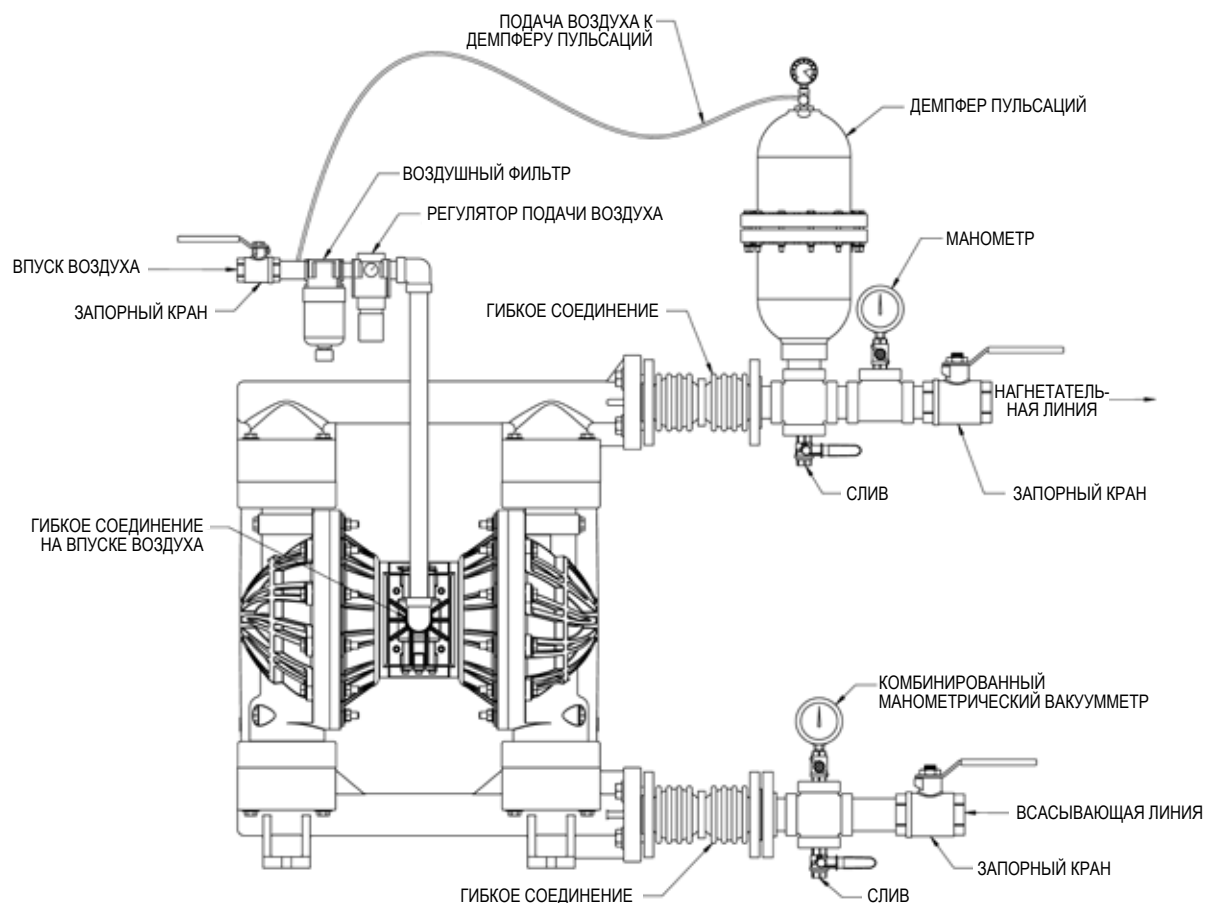 ПОДАЧА ВОЗДУХА К
ДЕМПФЕРУ ПУЛЬСАЦИЙ
ДЕМПФЕР ПУЛЬСАЦИЙ
ВОЗДУШНЫЙ ФИЛЬТР
РЕГУЛЯТОР ПОДАЧИ ВОЗДУХА
МАНОМЕТР
ВПУСК ВОЗДУХА
ЗАПОРНЫЙ КРАН
ГИБКОЕ СОЕДИНЕНИЕ
НАГНЕТАТЕЛЬ-
НАЯ ЛИНИЯ
СЛИВ
ЗАПОРНЫЙ КРАН
ГИБКОЕ СОЕДИНЕНИЕ
НА ВПУСКЕ ВОЗДУХА
КОМБИНИРОВАННЫЙ
МАНОМЕТРИЧЕСКИЙ ВАКУУММЕТР
ВСАСЫВАЮЩАЯ ЛИНИЯ
ЗАПОРНЫЙ КРАН
ГИБКОЕ СОЕДИНЕНИЕ
СЛИВ